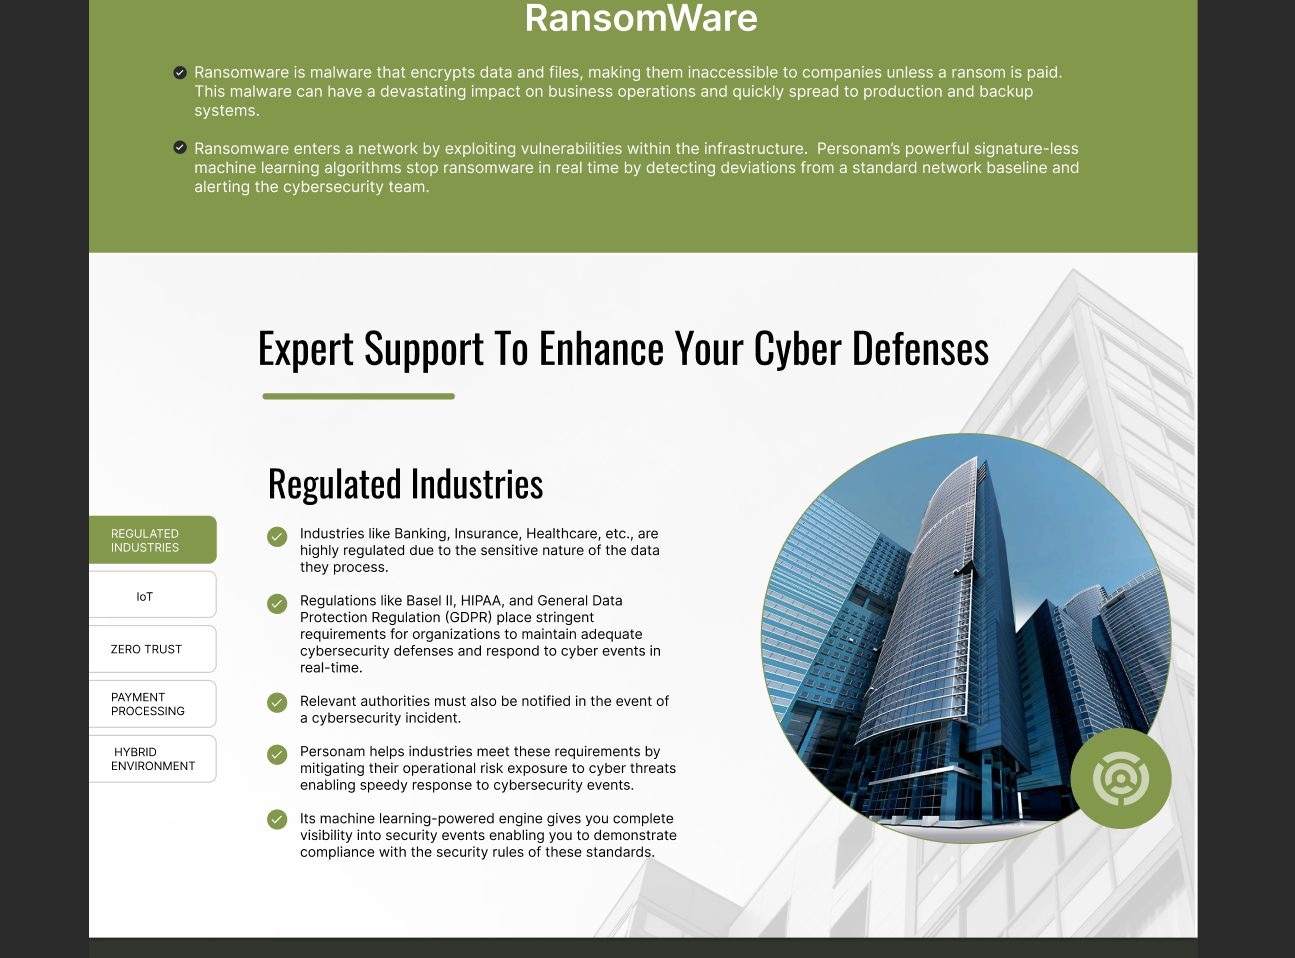 RansomWare
Ransomware is malware that encrypts data and files, making them inaccessible to companies unless a ransom is paid.
This malware can have a devastating impact on business operations and quickly spread to production and backup
systems.
Ransomware enters a network by exploiting vulnerabilities within the infrastructure.  Personam’s powerful signature-less
machine learning algorithms stop ransomware in real time by detecting deviations from a standard network baseline and
alerting the cybersecurity team.
Expert Support To Enhance Your Cyber Defenses
REGULATED
INDUSTRIES
IoT
ZERO TRUST
PAYMENT
PROCESSING
HYBRID
ENVIRONMENT
Regulated Industries
Industries like Banking, Insurance, Healthcare, etc., are
highly regulated due to the sensitive nature of the data
they process.
Regulations like Basel II, HIPAA, and General Data
Protection Regulation (GDPR) place stringent
requirements for organizations to maintain adequate
cybersecurity defenses and respond to cyber events in
real-time.
Relevant authorities must also be notified in the event of
a cybersecurity incident.
Personam helps industries meet these requirements by
mitigating their operational risk exposure to cyber threats
enabling speedy response to cybersecurity events.
Its machine learning-powered engine gives you complete
visibility into security events enabling you to demonstrate
compliance with the security rules of these standards.